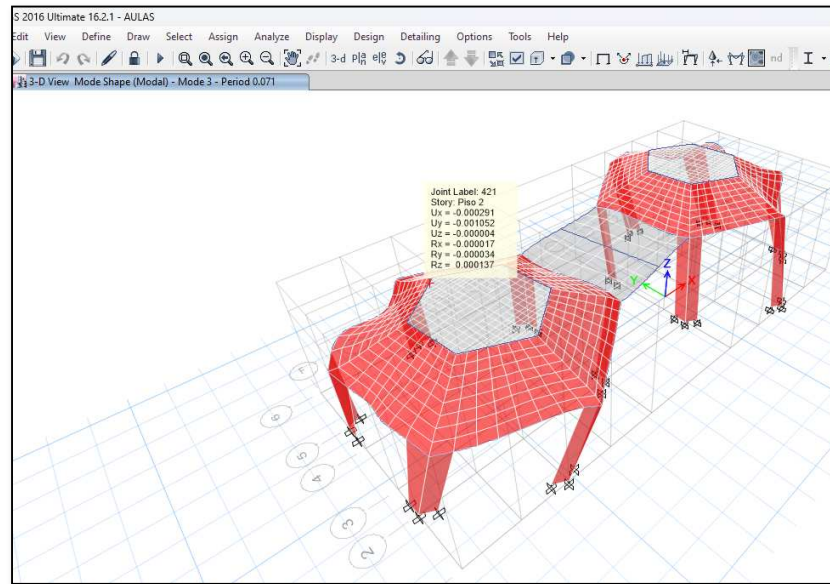 S 2016 Ultimate 16.2.1 - AULAS
Edit View Define Draw Select Assign Analyze Display Design Detailing Options Tools Help
3-d pla n ele v nd I
3-D View Mode Shape (Modal) - Mode 3 - Period 0.071
Joint Label: 421
Story: Piso 2
Ux = -0.000291
Uy = -0.001052
Uz = -0.000004
Rx = -0.000017
Ry = -0.000034
Rz = 0.000137
Z
Y
X
F
6
5
4
3
2